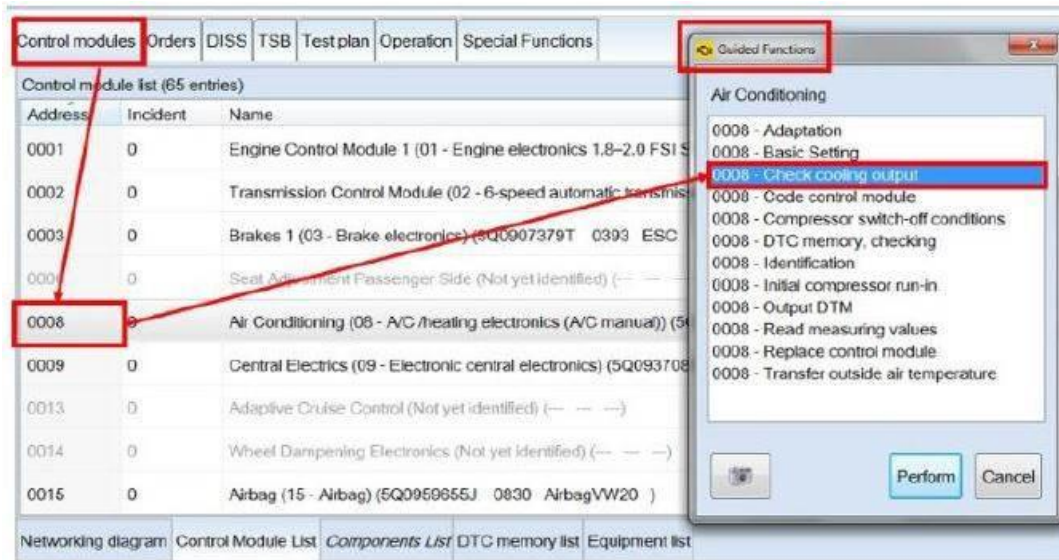 Control modules Orders DISS TSB Test plan Operation Special Functions
Control module list (65 entries)
Address Incident Name
0001 0 Engine Control Module 1 (01 - Engine electronics 1.8–2.0 FSI S
0002 0 Transmission Control Module (02 - 6-speed automatic transmiss
0003 0 Brakes 1 (03 - Brake electronics) (5Q0907379T 0393 ESC
0 Seat Adjustment Passenger Side (Not yet identified) (--- ---
0008 Air Conditioning (08 - A/C /heating electronics (A/C manual)) (5
0009 0 Central Electrics (09 - Electronic central electronics) (5Q093708
0013 0 Adaptive Cruise Control (Not yet identified) (--- --- ---)
0014 0 Wheel Dampening Electronics (Not yet identified) (--- --- ---)
0015 0 Airbag (15 - Airbag) (5Q0959655J 0830 AirbagVW20 )
Networking diagram Control Module List Components List DTC memory list Equipment list
Guided Functions
Air Conditioning
0008 - Adaptation
0008 - Basic Setting
0008 - Check cooling output
0008 - Code control module
0008 - Compressor switch-off conditions
0008 - DTC memory, checking
0008 - Identification
0008 - Initial compressor run-in
0008 - Output DTM
0008 - Read measuring values
0008 - Replace control module
0008 - Transfer outside air temperature
Perform Cancel